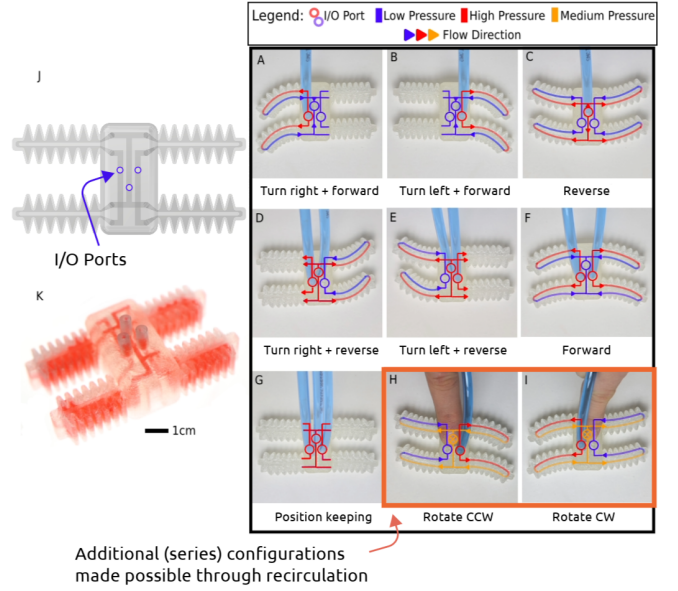 Legend: I/O Port Low Pressure High Pressure Medium Pressure
Flow Direction
J
I/O Ports
K
1cm
A
B
C
Turn right + forward
Turn left + forward
Reverse
D
E
F
Turn right + reverse
Turn left + reverse
Forward
G
H
I
Position keeping
Rotate CCW
Rotate CW
Additional (series) configurations
made possible through recirculation